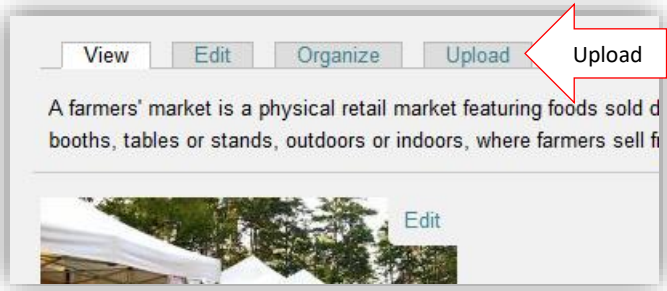 View Edit Organize Upload Upload
A farmers' market is a physical retail market featuring foods sold d
booths, tables or stands, outdoors or indoors, where farmers sell
Edit